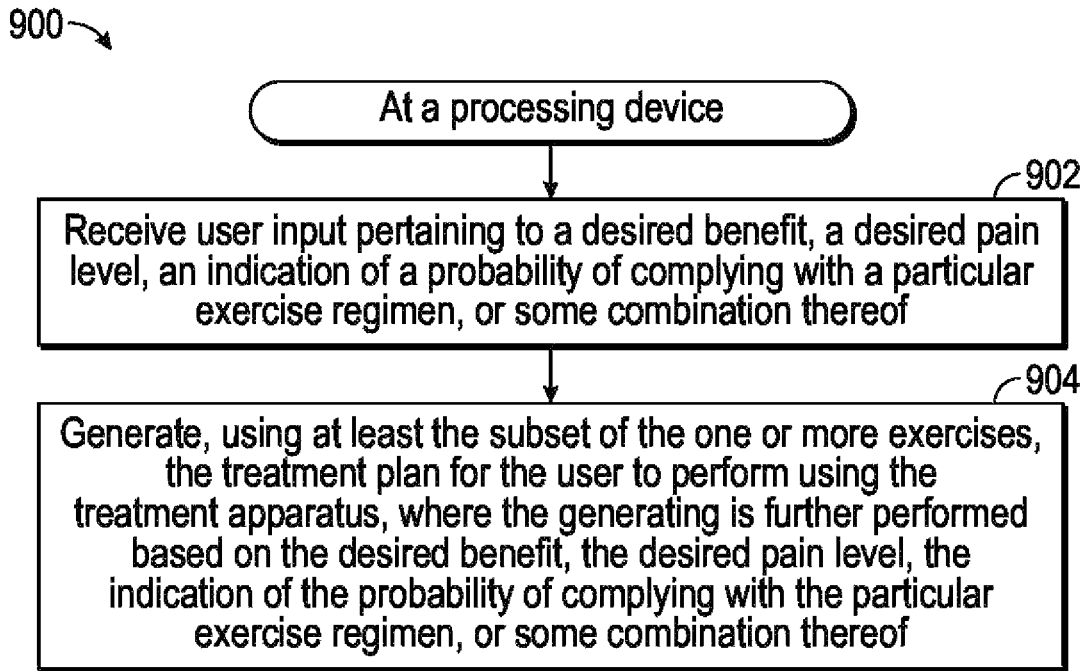 900
At a processing device
902
Receive user input pertaining to a desired benefit, a desired pain
level, an indication of a probability of complying with a particular
exercise regimen, or some combination thereof
904
Generate, using at least the subset of the one or more exercises,
the treatment plan for the user to perform using the
treatment apparatus, where the generating is further performed
based on the desired benefit, the desired pain level, the
indication of the probability of complying with the particular
exercise regimen, or some combination thereof